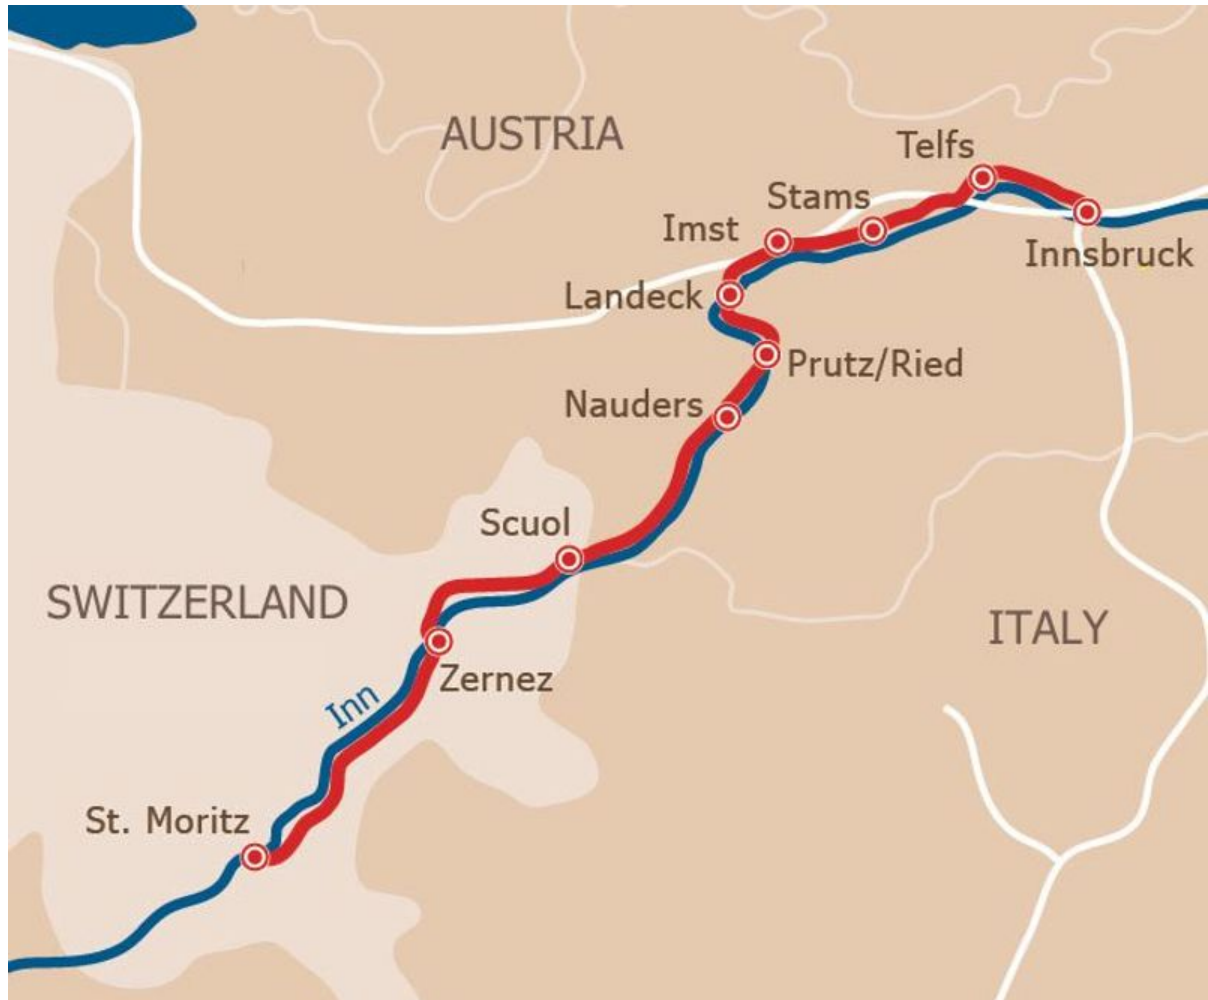 AUSTRIA
Telfs
Stams
Imst
Innsbruck
Landeck
Prutz/Ried
Nauders
Scuol
SWITZERLAND
ITALY
Zernez
Inn
St. Moritz